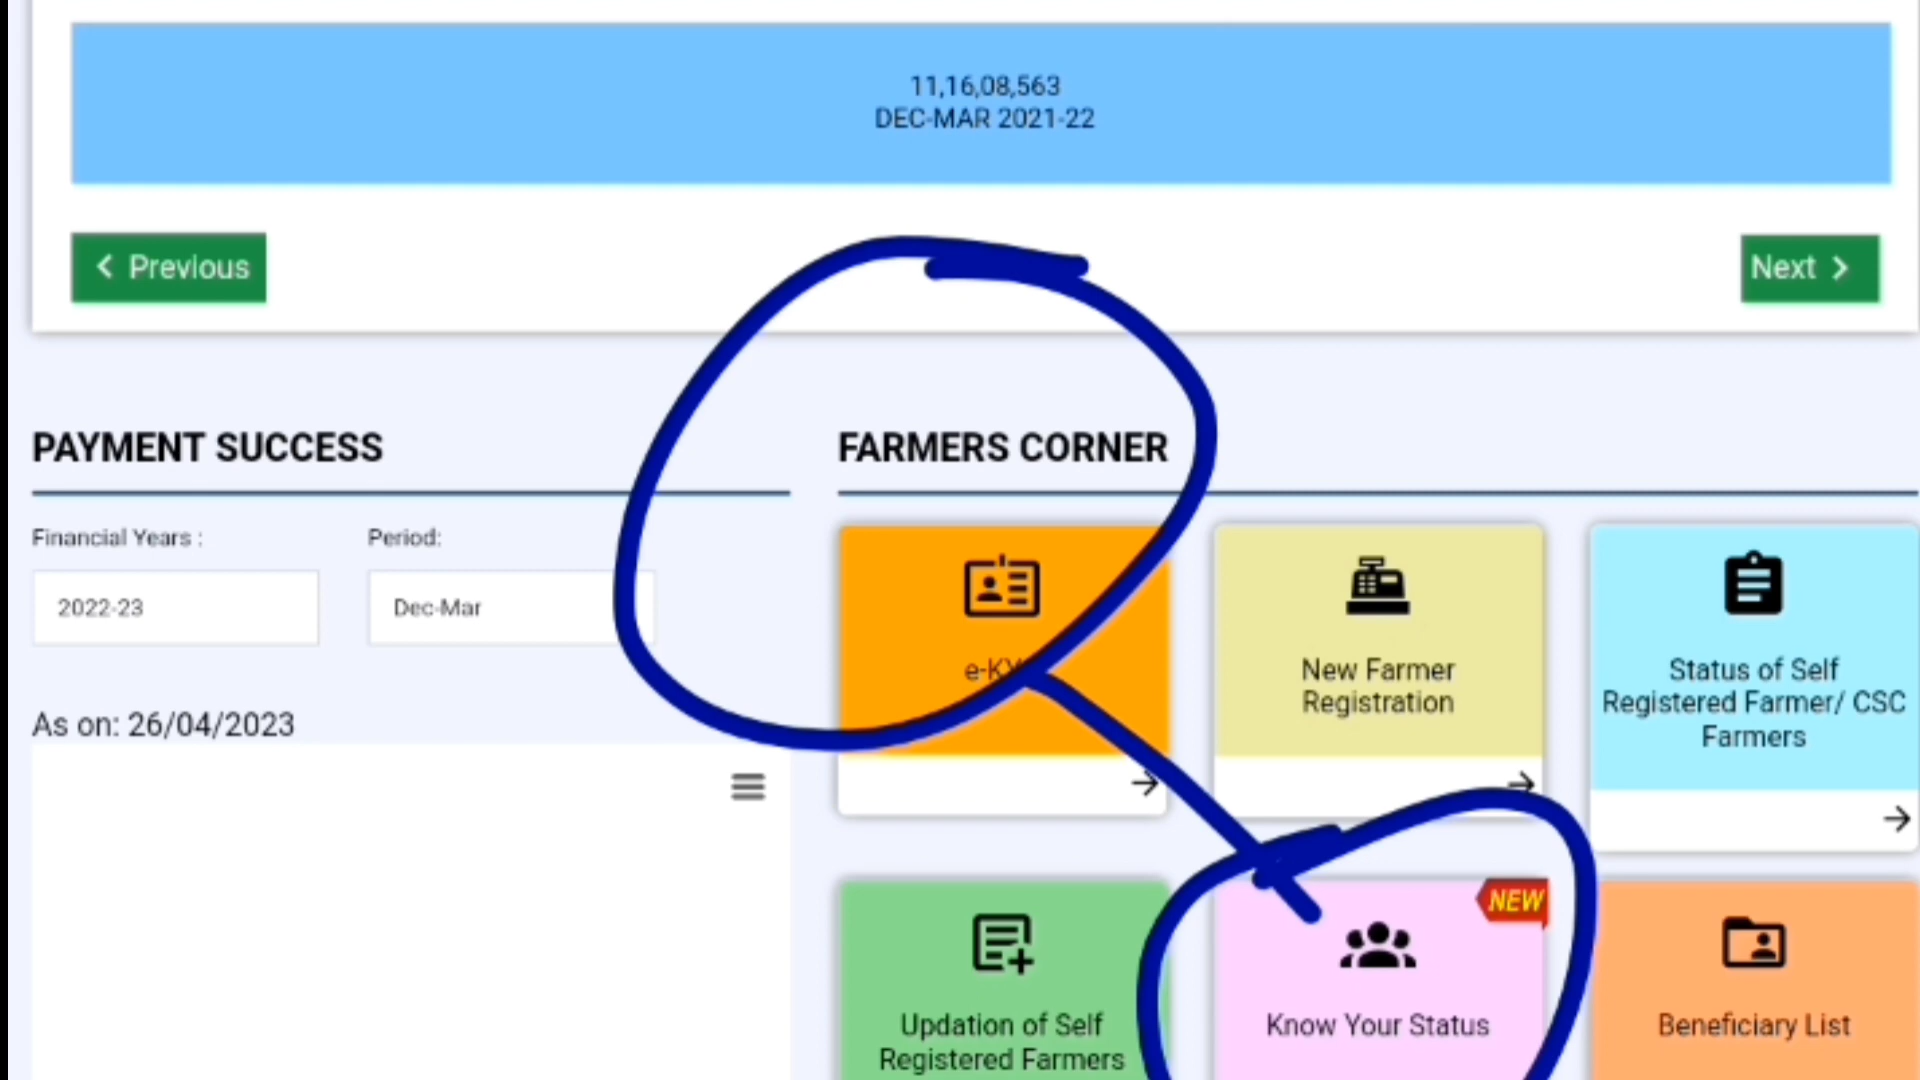 11,16,08,563
DEC-MAR 2021-22
Previous
Next
PAYMENT SUCCESS
Financial Years :
Period:
2022-23
Dec-Mar
As on: 26/04/2023
FARMERS CORNER
New Farmer
Registration
Status of Self
Registered Farmer/ CSC
Farmers
Updation of Self
Registered Farmers
NEW
Know Your Status
Beneficiary List